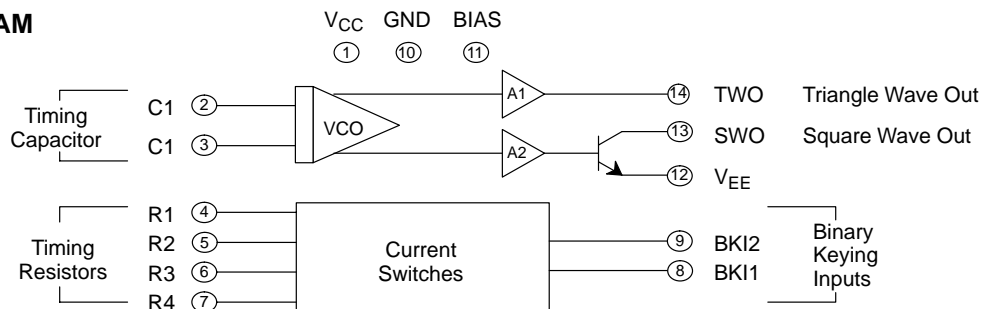 AM
VCC GND BIAS
1 10 11
Timing
Capacitor
C1 2
C1 3
VCO
A1
A2
14 TWO Triangle Wave Out
13 SWO Square Wave Out
12 VEE
Timing
Resistors
R1 4
R2 5
R3 6
R4 7
Current
Switches
9 BKI2
8 BKI1
Binary
Keying
Inputs